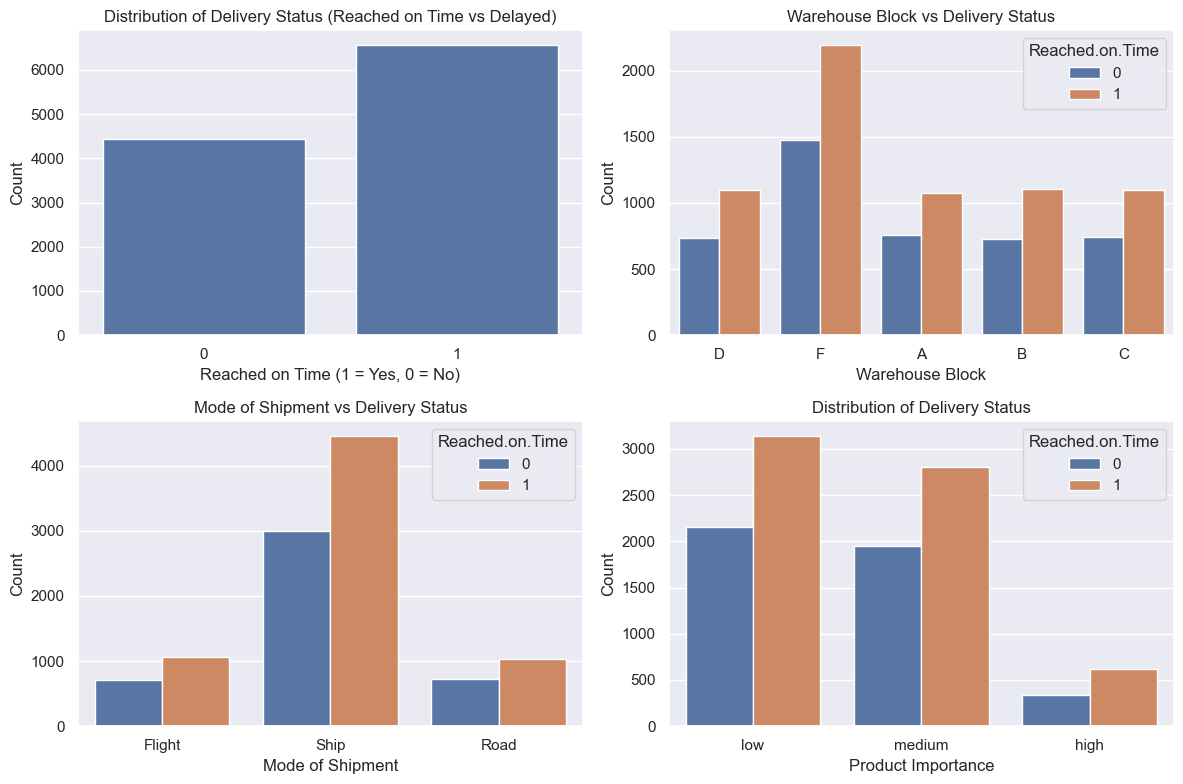 Distribution of Delivery Status (Reached on Time vs Delayed)
6000
5000
4000
3000
2000
1000
0
Count
0
1
Reached on Time (1 = Yes, 0 = No)
Warehouse Block vs Delivery Status
Reached.on.Time
0
1
2000
1500
1000
500
0
Count
D
F
A
B
C
Warehouse Block
Mode of Shipment vs Delivery Status
Reached.on.Time
0
1
4000
3000
2000
1000
0
Count
Flight
Ship
Road
Mode of Shipment
Distribution of Delivery Status
Reached.on.Time
0
1
3000
2500
2000
1500
1000
500
0
Count
low
medium
high
Product Importance